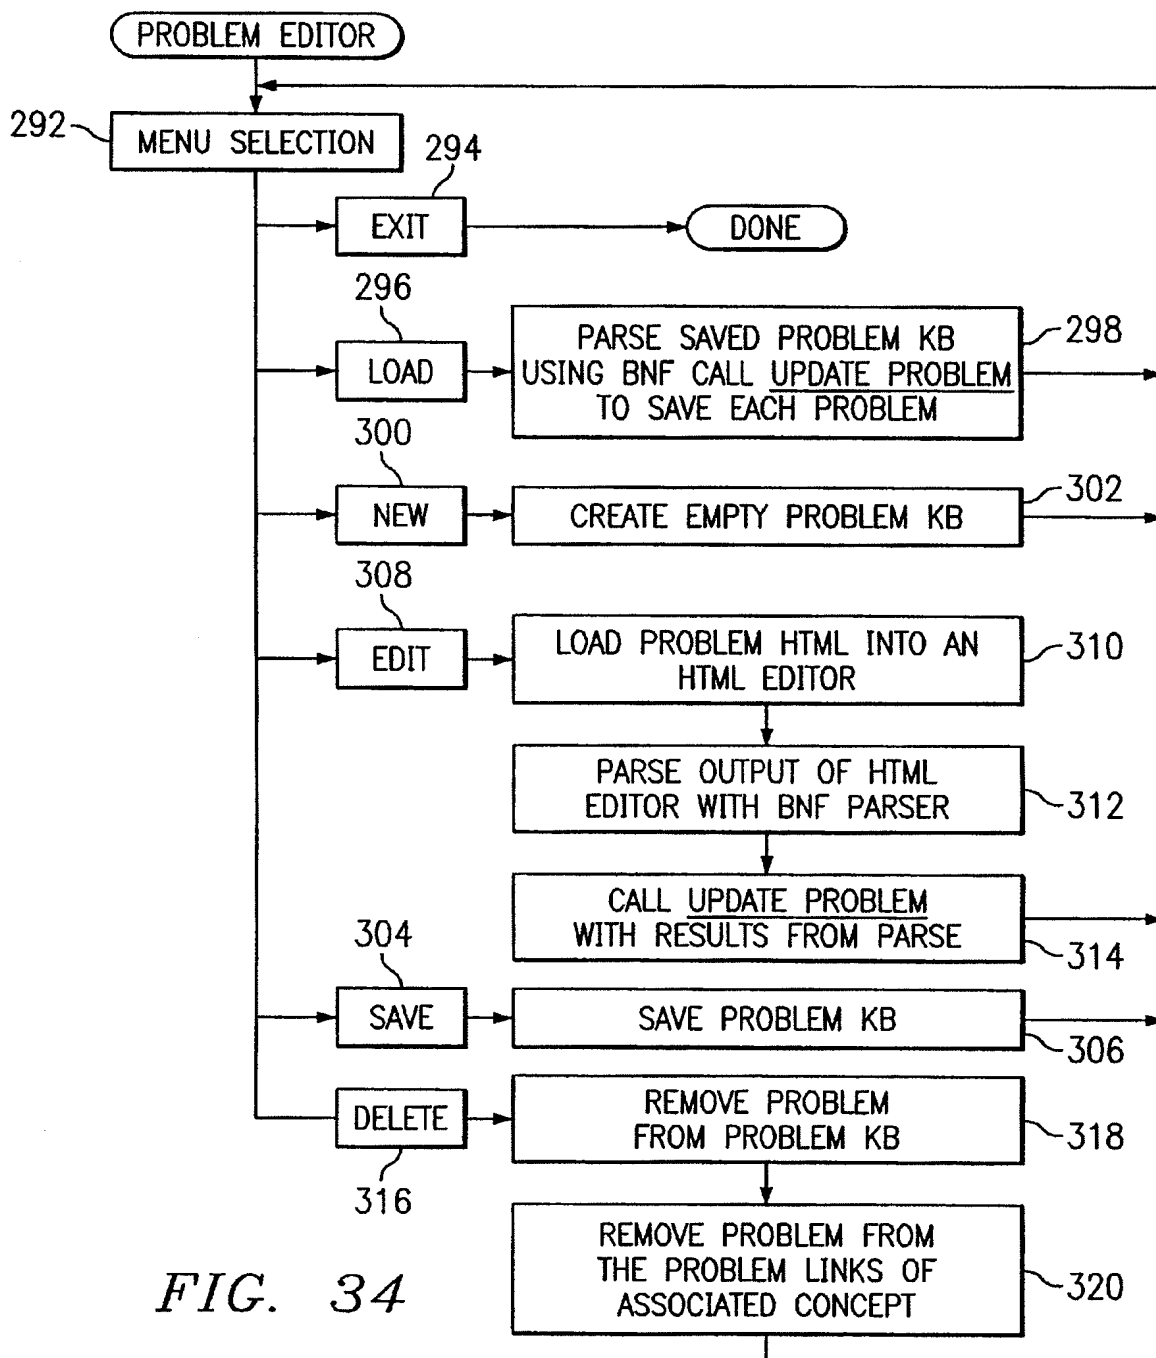 PROBLEM EDITOR
292
MENU SELECTION
294
EXIT
DONE
296
LOAD
PARSE SAVED PROBLEM KB
USING BNF CALL UPDATE PROBLEM
TO SAVE EACH PROBLEM
298
300
NEW
CREATE EMPTY PROBLEM KB
302
308
EDIT
LOAD PROBLEM HTML INTO AN
HTML EDITOR
310
PARSE OUTPUT OF HTML
EDITOR WITH BNF PARSER
312
CALL UPDATE PROBLEM
WITH RESULTS FROM PARSE
314
304
SAVE
SAVE PROBLEM KB
306
DELETE
316
REMOVE PROBLEM
FROM PROBLEM KB
318
REMOVE PROBLEM FROM
THE PROBLEM LINKS OF
ASSOCIATED CONCEPT
320
FIG. 34